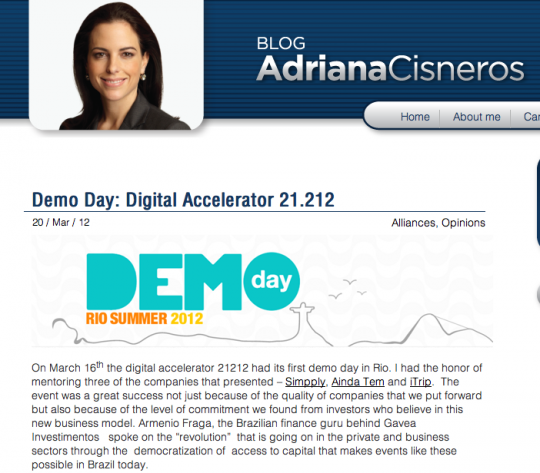 BLOG
AdrianaCisneros
Home About me
Demo Day: Digital Accelerator 21.212
20 / Mar / 12 Alliances, Opinions
DEMO day
RIO SUMMER 2012
On March 16th the digital accelerator 21212 had its first demo day in Rio. I had the honor of
mentoring three of the companies that presented – Simpply, Ainda Tem and iTrip. The
event was a great success not just because of the quality of companies that we put forward
but also because of the level of commitment we found from investors who believe in this
new business model. Armenio Fraga, the Brazilian finance guru behind Gavea
Investimentos spoke on the "revolution" that is going on in the private and business
sectors through the democratization of access to capital that makes events like these
possible in Brazil today.